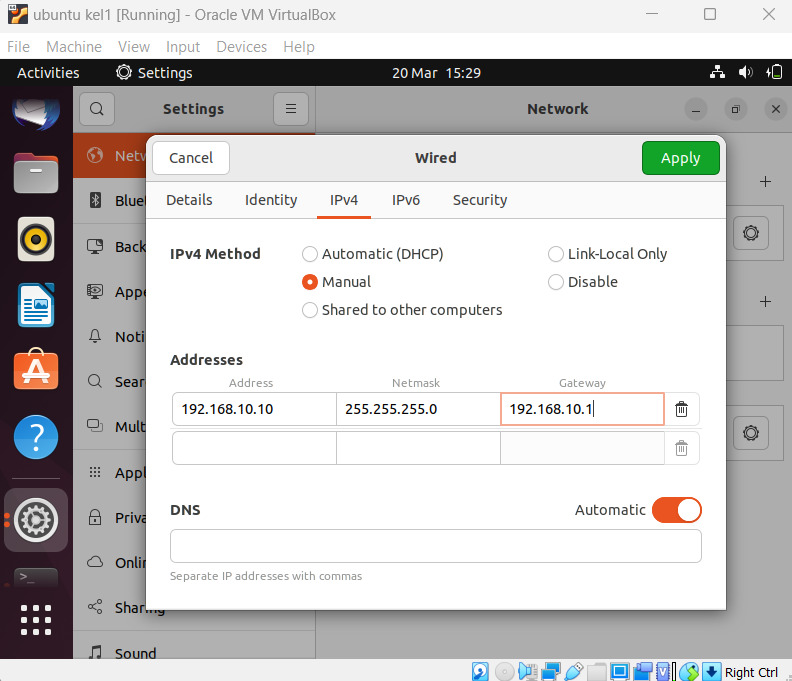 ubuntu kel1 [Running] - Oracle VM VirtualBox
File Machine View Input Devices Help
Activities Settings 20 Mar 15:29
Settings Network
Cancel Wired Apply
Netw
Details Identity IPv4 IPv6 Security
Bluet
IPv4 Method Automatic (DHCP) Link-Local Only
Back
Manual Disable
Appe
Shared to other computers
Noti
Addresses
Sear
Address Netmask Gateway
192.168.10.10 255.255.255.0 192.168.10.1
Mult
Appl
DNS Automatic
Priva
Onlin
Separate IP addresses with commas
Sharing
Sound
>_
Right Ctrl